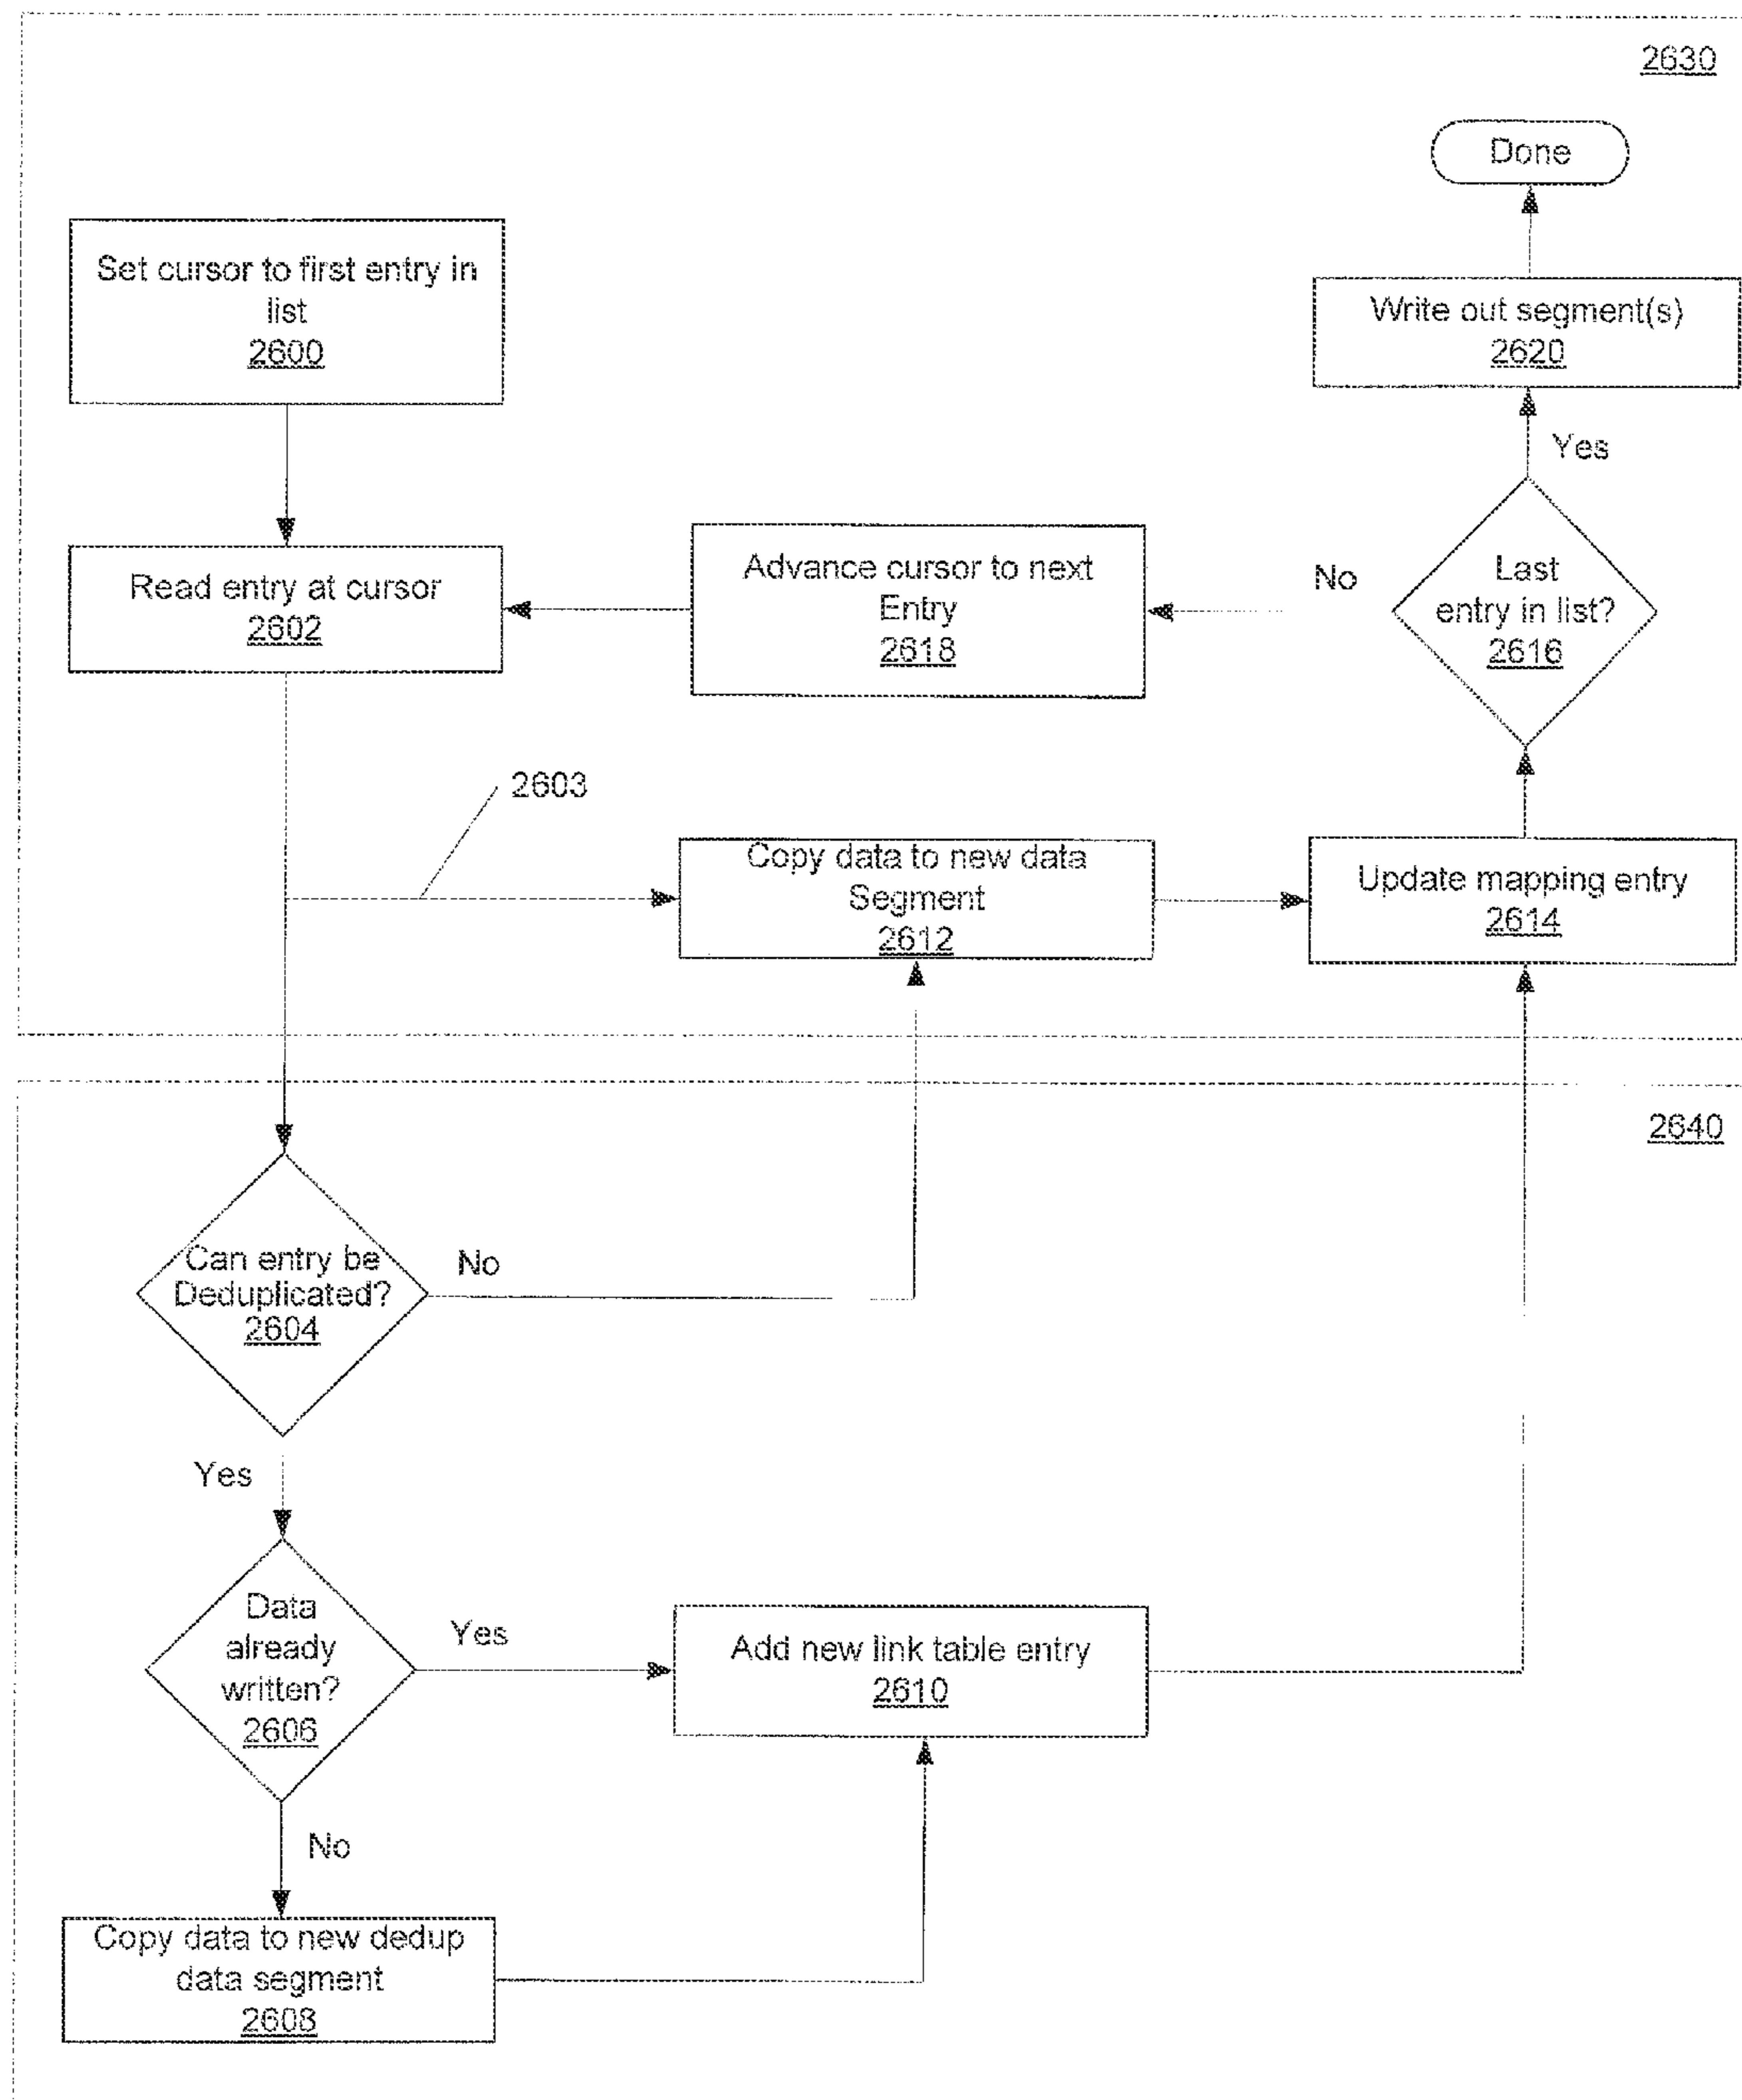 2630
Done
Set cursor to first entry in
list
2600
Write out segment(s)
2620
Yes
Read entry at cursor
2602
Advance cursor to next
Entry
2618
No
Last
entry in list?
2616
2603
Copy data to new data
Segment
2612
Update mapping entry
2614
2640
Can entry be
Deduplicated?
2604
No
Yes
Data
already
written?
2606
Yes
Add new link table entry
2610
No
Copy data to new dedup
data segment
2608